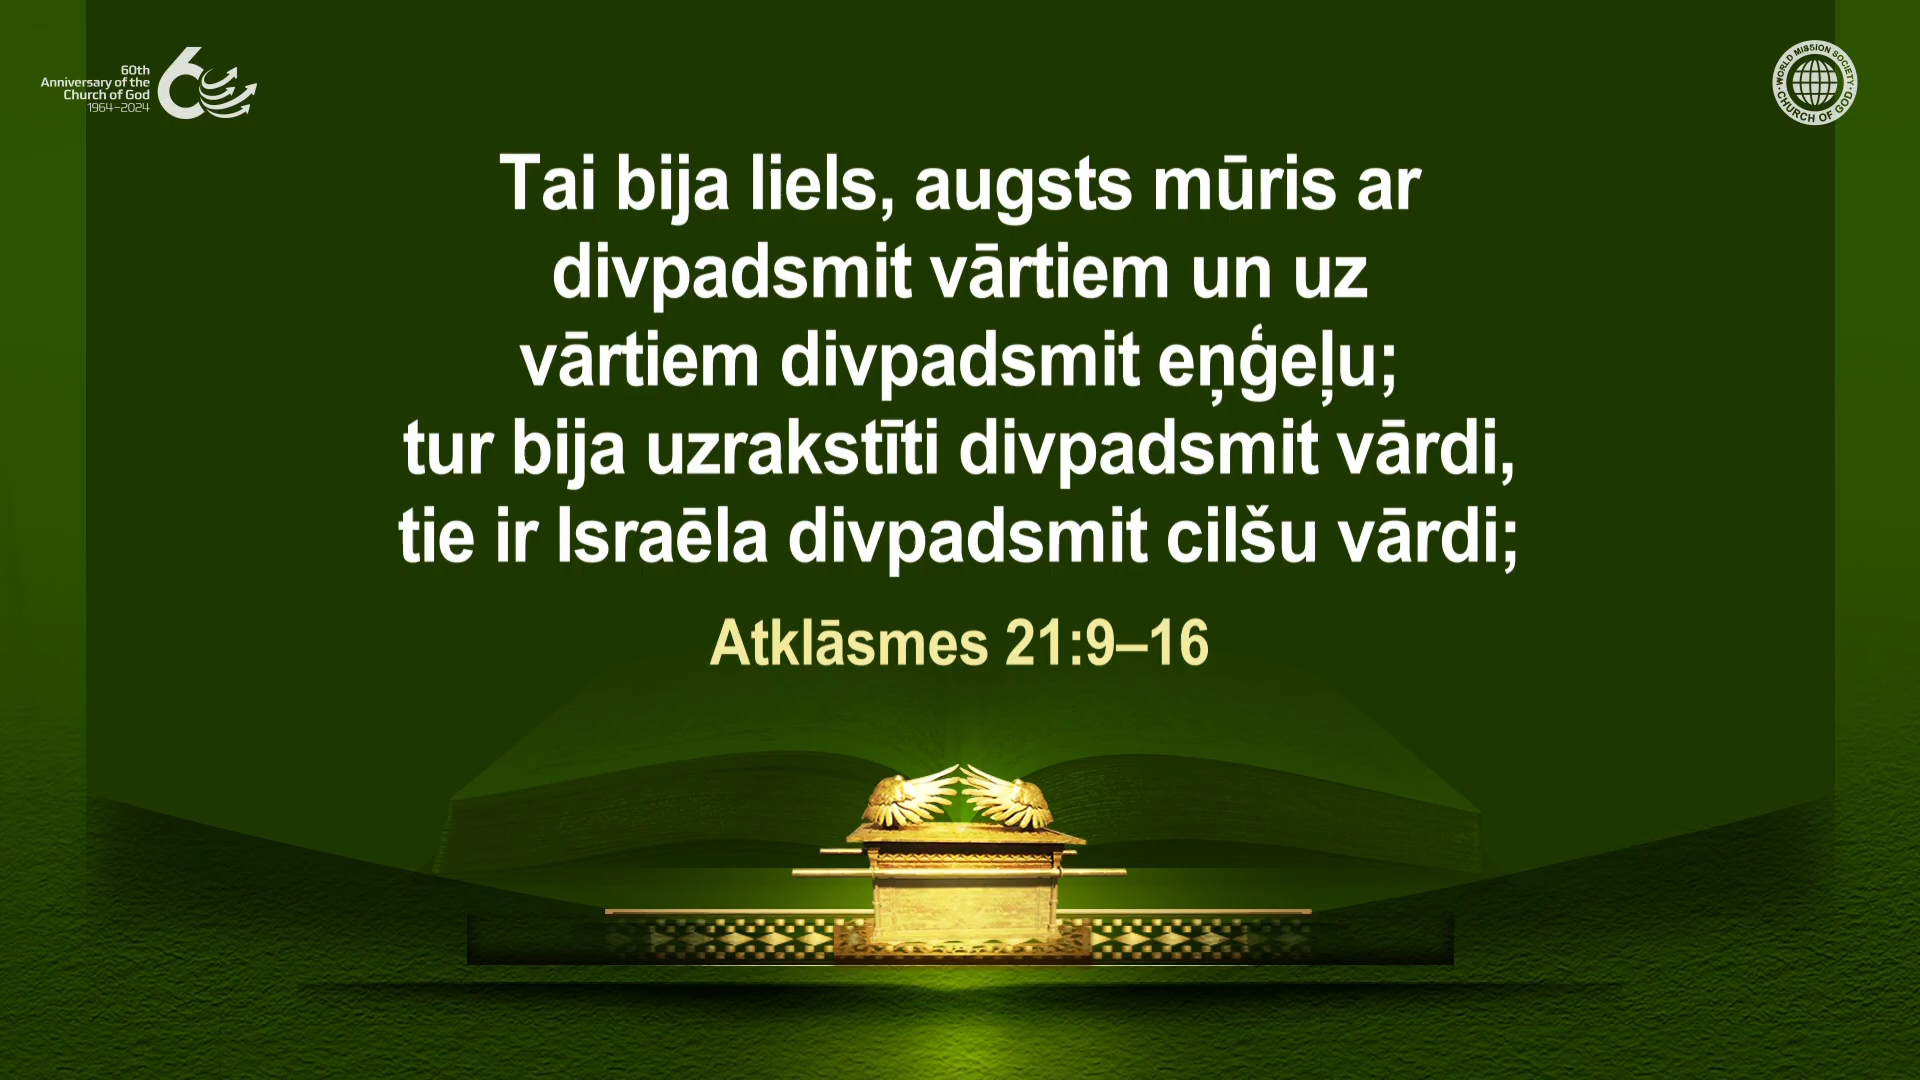 60th
Anniversary of the
Church of God
1964–2024
WORLD MISSION SOCIETY
CHURCH OF GOD
Tai bija liels, augsts mūris ar
divpadsmit vārtiem un uz
vārtiem divpadsmit eņģeļu;
tur bija uzrakstīti divpadsmit vārdi,
tie ir Israēla divpadsmit cilšu vārdi;
Atklāsmes 21:9–16